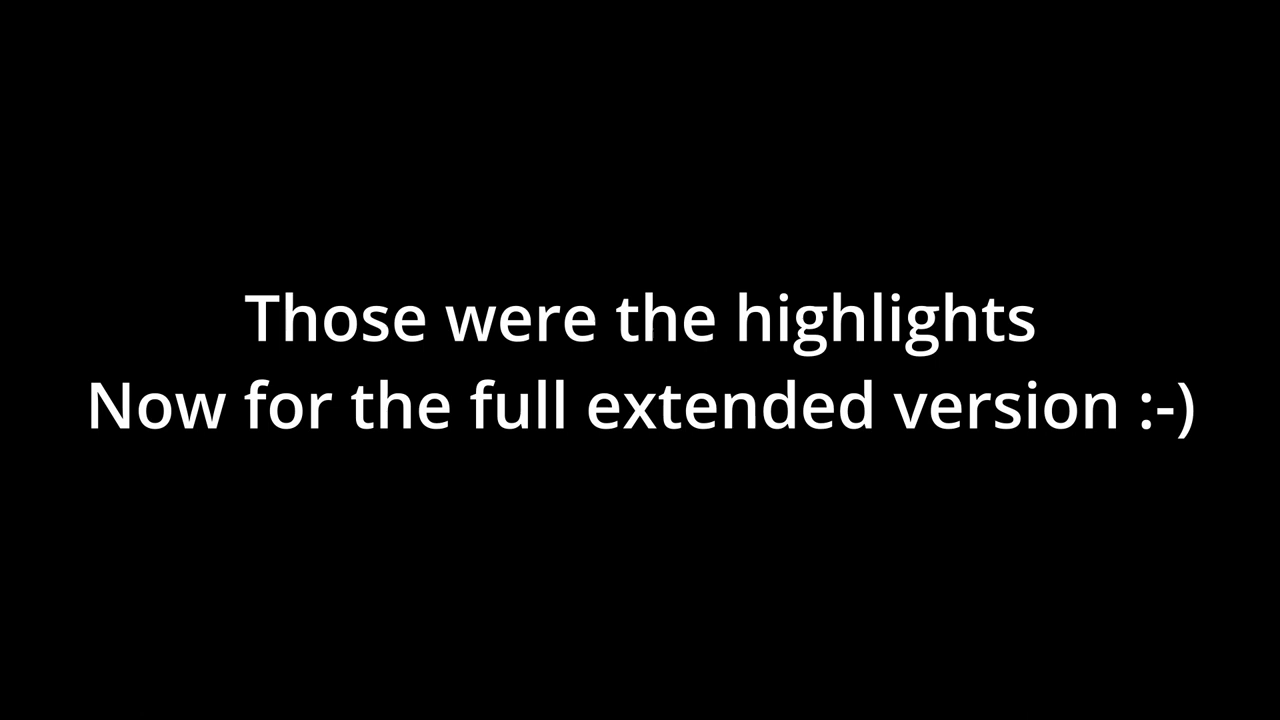 Those were the highlights
Now for the full extended version :-)